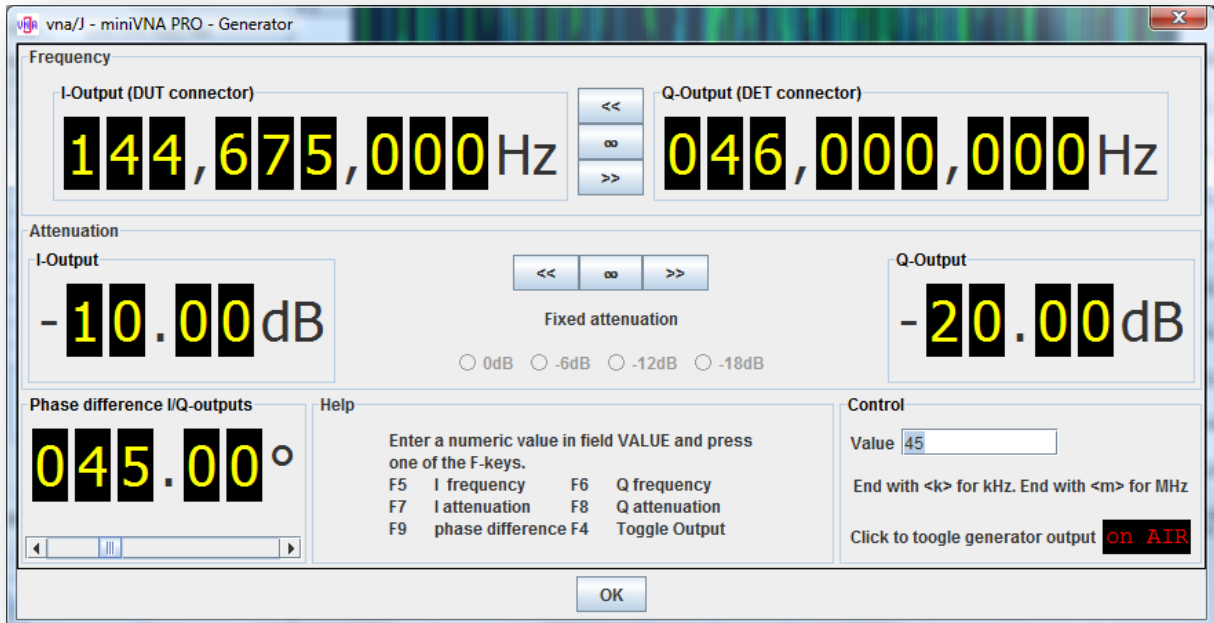 vna/J - miniVNA PRO - Generator
Frequency
I-Output (DUT connector)
144,675,000Hz
<<
∞
>>
Q-Output (DET connector)
046,000,000Hz
Attenuation
I-Output
-10.00dB
<< ∞ >>
Fixed attenuation
0dB -6dB -12dB -18dB
Q-Output
-20.00dB
Phase difference I/Q-outputs
045.00°
Help
Enter a numeric value in field VALUE and press
one of the F-keys.
F5 I frequency F6 Q frequency
F7 I attenuation F8 Q attenuation
F9 phase difference F4 Toggle Output
Control
Value 45
End with <k> for kHz. End with <m> for MHz
Click to toogle generator output on AIR
OK